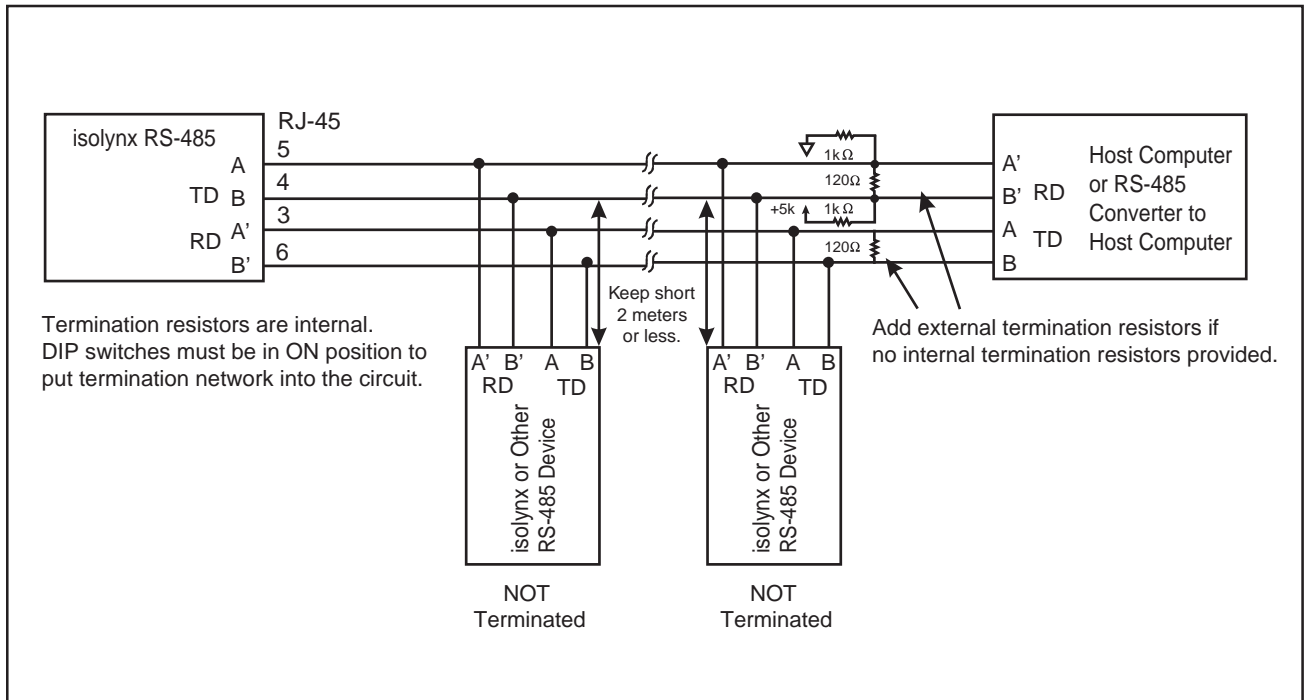 isolynx RS-485
RJ-45
A
5
TD B
4
RD A'
3
B'
6
1kΩ
120Ω
+5k
1kΩ
120Ω
A'
B' RD
A
TD
B
Host Computer
or RS-485
Converter to
Host Computer
Termination resistors are internal.
DIP switches must be in ON position to
put termination network into the circuit.
Keep short
2 meters
or less.
Add external termination resistors if
no internal termination resistors provided.
A' B' A B
RD TD
isolynx or Other
RS-485 Device
NOT
Terminated
A' B' A B
RD TD
isolynx or Other
RS-485 Device
NOT
Terminated